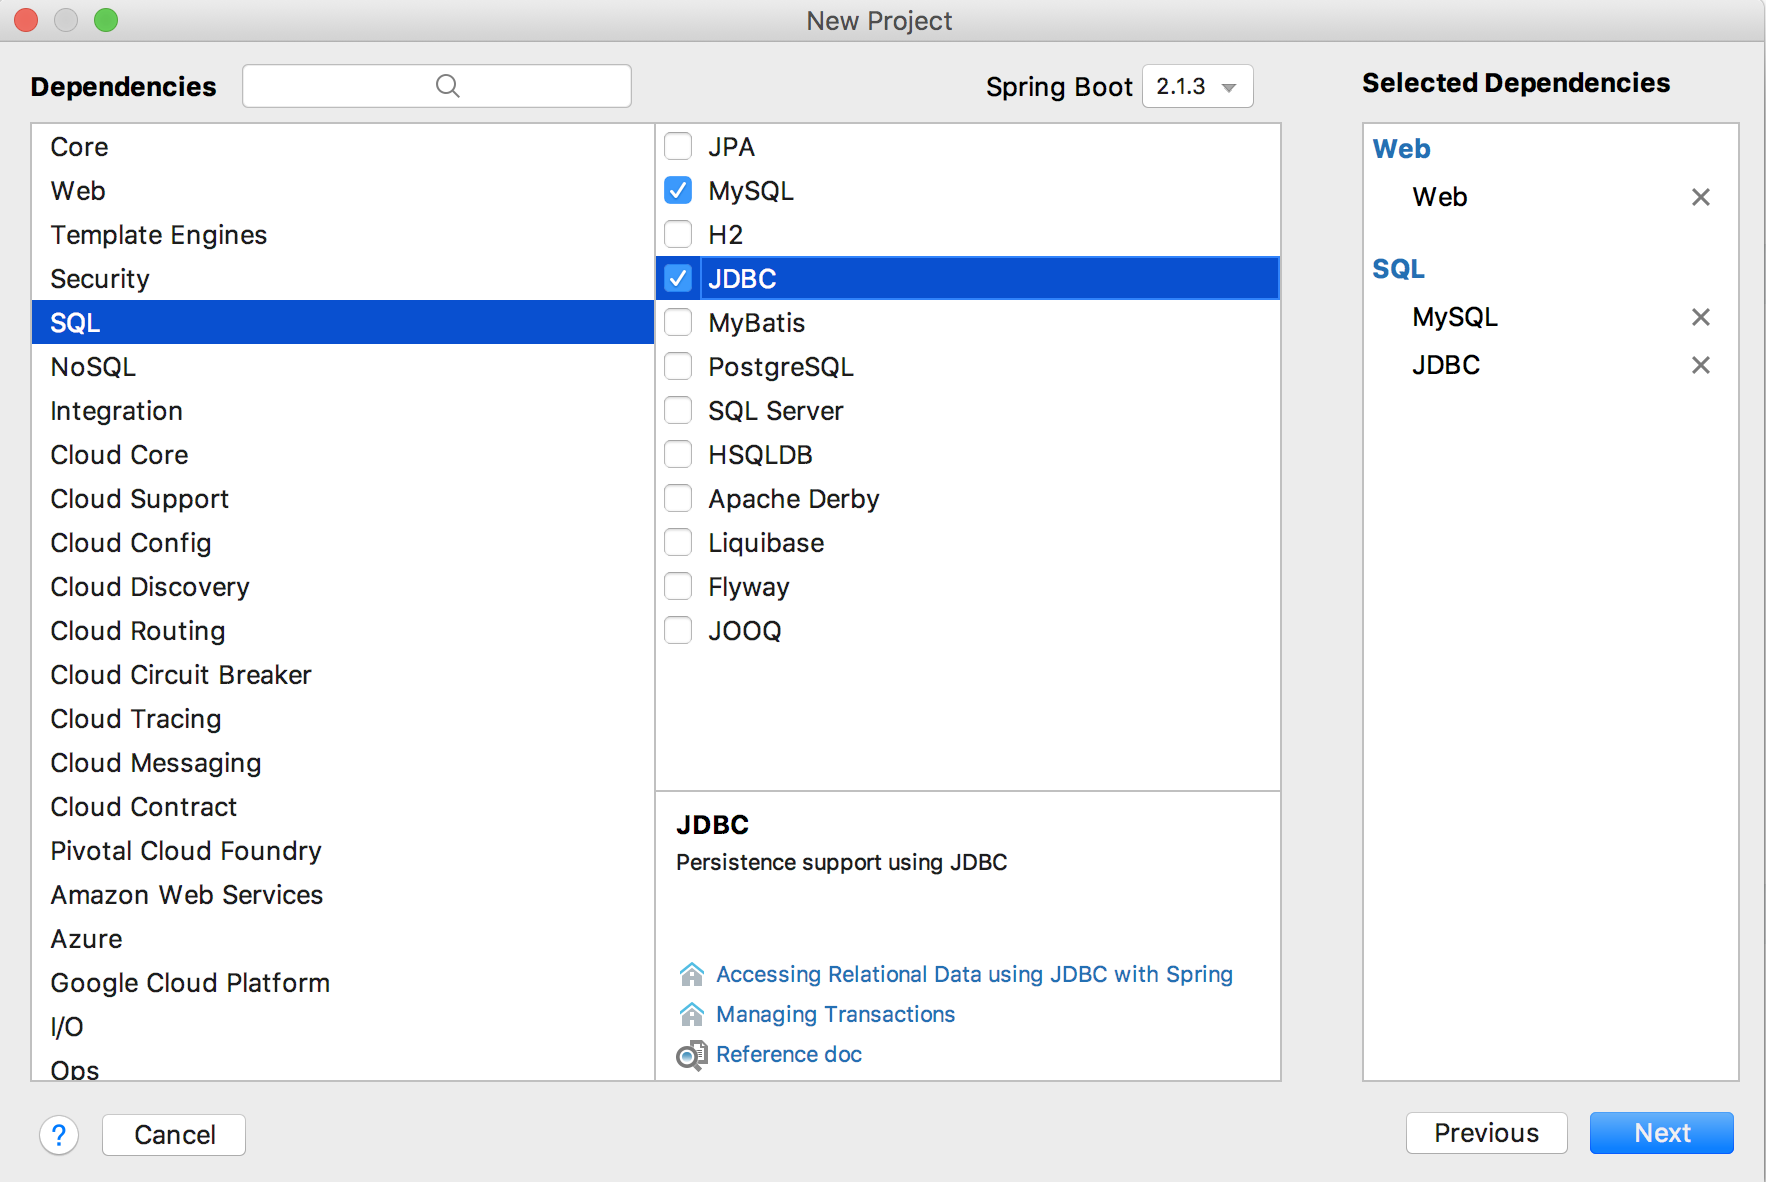 New Project
Dependencies
Spring Boot 2.1.3
Selected Dependencies
Core
Web
Template Engines
Security
SQL
NoSQL
Integration
Cloud Core
Cloud Support
Cloud Config
Cloud Discovery
Cloud Routing
Cloud Circuit Breaker
Cloud Tracing
Cloud Messaging
Cloud Contract
Pivotal Cloud Foundry
Amazon Web Services
Azure
Google Cloud Platform
I/O
Ops
JPA
MySQL
H2
JDBC
MyBatis
PostgreSQL
SQL Server
HSQLDB
Apache Derby
Liquibase
Flyway
JOOQ
JDBC
Persistence support using JDBC
Accessing Relational Data using JDBC with Spring
Managing Transactions
Reference doc
Web
Web
SQL
MySQL
JDBC
?
Cancel
Previous
Next